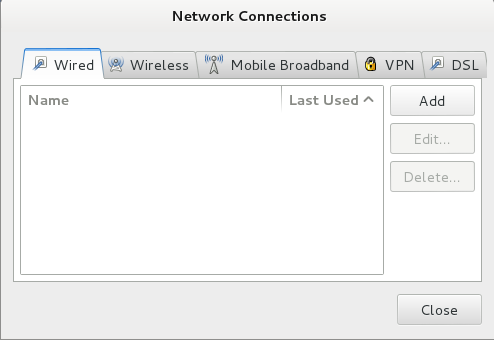 Network Connections
Wired Wireless Mobile Broadband VPN DSL
Name Last Used Add
Edit...
Delete...
Close